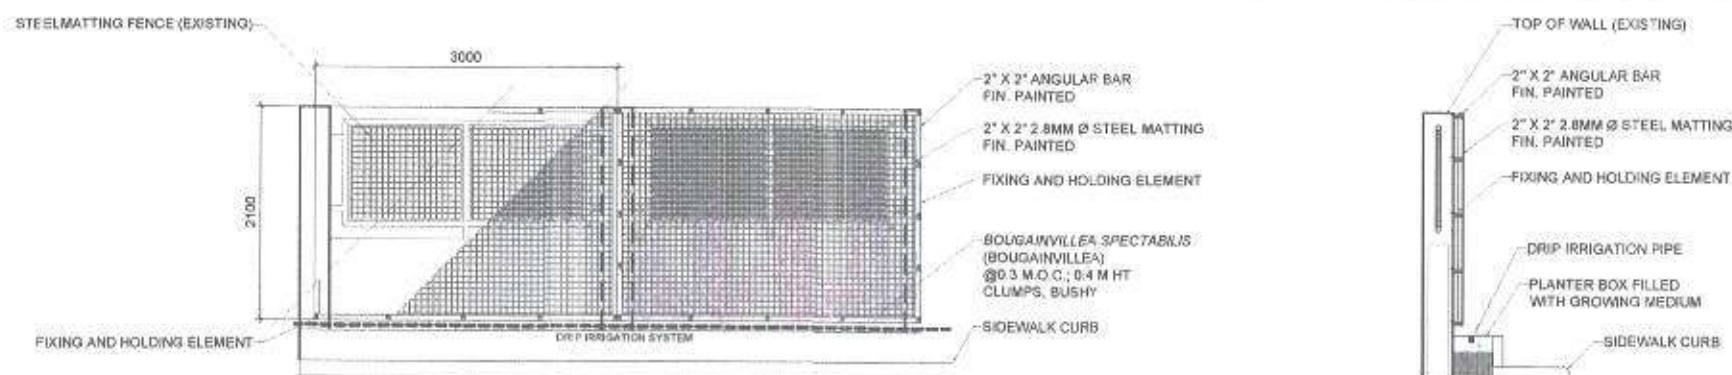 STEELMATTING FENCE (EXISTING)
3000
2100
2" X 2" ANGULAR BAR
FIN. PAINTED
2" X 2" 2.8MM Ø STEEL MATTING
FIN. PAINTED
FIXING AND HOLDING ELEMENT
BOUGAINVILLEA SPECTABILIS
(BOUGAINVILLEA)
@0.3 M.O.C.; 0.4 M HT
CLUMPS, BUSHY
SIDEWALK CURB
FIXING AND HOLDING ELEMENT
DRIP IRRIGATION SYSTEM
TOP OF WALL (EXISTING)
2" X 2" ANGULAR BAR
FIN. PAINTED
2" X 2" 2.8MM Ø STEEL MATTING
FIN. PAINTED
FIXING AND HOLDING ELEMENT
DRIP IRRIGATION PIPE
PLANTER BOX FILLED
WITH GROWING MEDIUM
SIDEWALK CURB